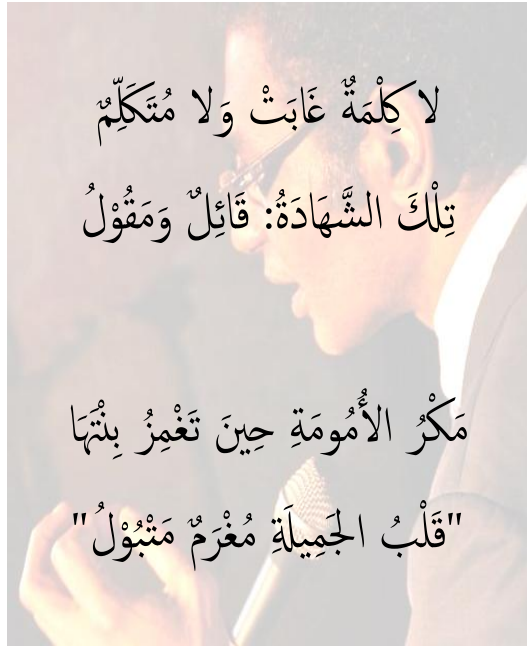 لا كِلْمَةٌ غَابَتْ وَلا مُتَكَلِّمٌ
تِلْكَ الشَّهَادَةُ: قَائِلٌ وَمَقُوْلُ
مَكْرُ الأُمُومَةِ حِينَ تَغْمِزُ بِنْتَهَا
"قَلْبُ الجَمِيلَةِ مُغْرَمٌ مَتْبُوْلُ"